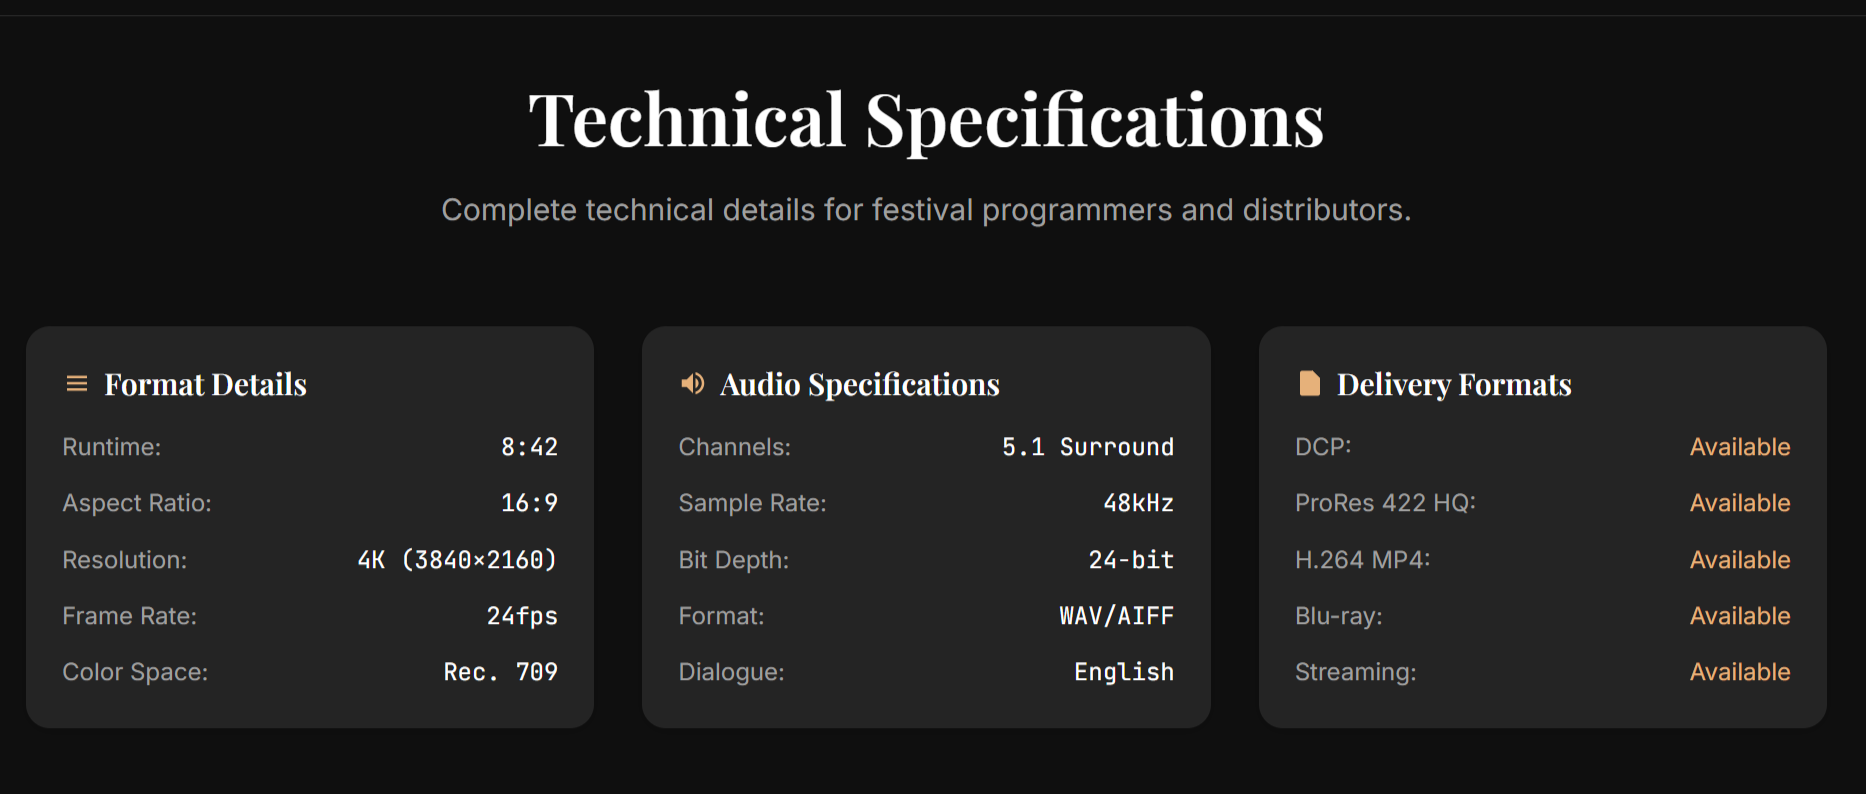 Technical Specifications
Complete technical details for festival programmers and distributors.
Format Details
Runtime: 8:42
Aspect Ratio: 16:9
Resolution: 4K (3840×2160)
Frame Rate: 24fps
Color Space: Rec. 709
Audio Specifications
Channels: 5.1 Surround
Sample Rate: 48kHz
Bit Depth: 24-bit
Format: WAV/AIFF
Dialogue: English
Delivery Formats
DCP: Available
ProRes 422 HQ: Available
H.264 MP4: Available
Blu-ray: Available
Streaming: Available